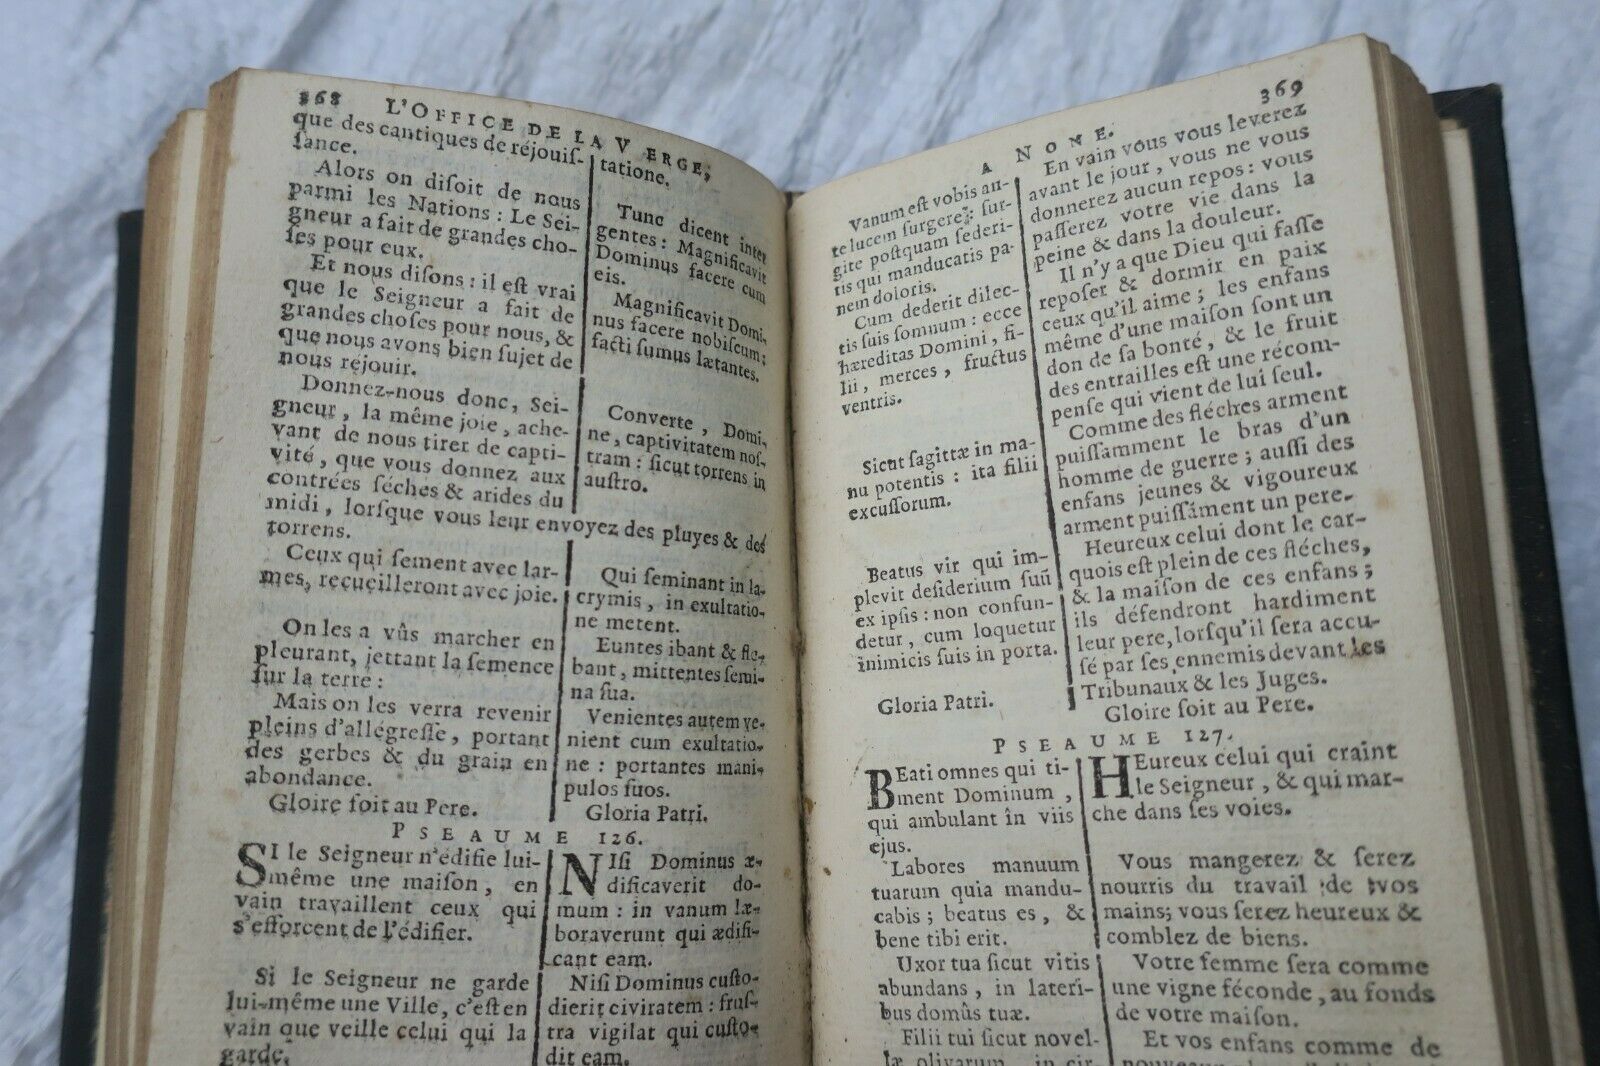 368 L'OFFICE DE LA VERGE,
que des cantiques de réjouiſ-
ſance.
Alors on diſoit de nous
parmi les Nations : Le Sei-
gneur a fait de grandes cho-
ſes pour eux.
Et nous diſons : il eſt vrai
que le Seigneur a fait de
grandes choſes pour nous, &
que nous avons bien ſujet de
nous réjouir.
Donnez-nous donc, Sei-
gneur, la même joie, ache-
vant de nous tirer de capti-
vité, que vous donnez aux
contrées ſéches & arides du
midi, lorſque vous leur envoyez des pluyes & des
torrens.
Ceux qui ſement avec lar-
mes, recueilleront avec joie.
On les a vûs marcher en
pleurant, jettant la ſemence
ſur la terre :
Mais on les verra revenir
pleins d'allégreſſe, portant
des gerbes & du grain en
abondance.
Gloire ſoit au Pere.
tatione.
Tunc dicent inter
gentes : Magnificavit
Dominus facere cum
eis.
Magnificavit Domi-
nus facere nobiſcum :
facti ſumus lætantes.
Converte, Domi-
ne, captivitatem noſ-
tram : ſicut torrens in
auſtro.
Qui ſeminant in la-
crymis, in exultatio-
ne metent.
Euntes ibant & fle-
bant, mittentes ſemi-
na ſua.
Venientes autem ve-
nient cum exultatio-
ne : portantes mani-
pulos ſuos.
Gloria Patri.
PSEAUME 126.
SI le Seigneur n'édifie lui-
même une maiſon, en
vain travaillent ceux qui
s'efforcent de l'édifier.
Si le Seigneur ne garde
lui-même une Ville, c'eſt en
vain que veille celui qui la
garde.
NIſi Dominus æ-
dificaverit do-
mum : in vanum la-
boraverunt qui ædifi-
cant eam.
Niſi Dominus cuſto-
dierit civiratem : fruſ-
tra vigilat qui cuſto-
dit eam.
A NONE. 369
Vanum eſt vobis an-
te lucem ſurgere : ſur-
gite poſtquam ſederi-
tis qui manducatis pa-
nem doloris.
Cum dederit dilec-
tis ſuis ſomnum : ecce
hæreditas Domini, fi-
lii, merces, fructus
ventris.
Sicut ſagittæ in ma-
nu potentis : ita filii
excuſſorum.
Beatus vir qui im-
plevit deſiderium ſuũ
ex ipſis : non confun-
detur, cum loquetur
inimicis ſuis in porta.
Gloria Patri.
En vain vous vous leverez
avant le jour, vous ne vous
donnerez aucun repos : vous
paſſerez votre vie dans la
peine & dans la douleur.
Il n'y a que Dieu qui faſſe
repoſer & dormir en paix
ceux qu'il aime ; les enfans
même d'une maiſon ſont un
don de ſa bonté, & le fruit
des entrailles eſt une récom-
penſe qui vient de lui ſeul.
Comme des fléches arment
puiſſamment le bras d'un
homme de guerre ; auſſi des
enfans jeunes & vigoureux
arment puiſſâment un pere.
Heureux celui dont le car-
quois eſt plein de ces fléches,
& la maiſon de ces enfans ;
ils défendront hardiment
leur pere, lorſqu'il ſera accu-
ſé par ſes ennemis devant les
Tribunaux & les Juges.
Gloire ſoit au Pere.
PSEAUME 127.
BEati omnes qui ti-
ment Dominum,
qui ambulant in viis
ejus.
Labores manuum
tuarum quia mandu-
cabis ; beatus es, &
bene tibi erit.
Uxor tua ſicut vitis
abundans, in lateri-
bus domûs tuæ.
Filii tui ſicut novel-
læ olivarum, in cir-
HEureux celui qui craint
le Seigneur, & qui mar-
che dans ſes voies.
Vous mangerez & ſerez
nourris du travail de vos
mains; vous ſerez heureux &
comblez de biens.
Votre femme ſera comme
une vigne féconde, au fonds
de votre maiſon.
Et vos enfans comme de
nouveaux